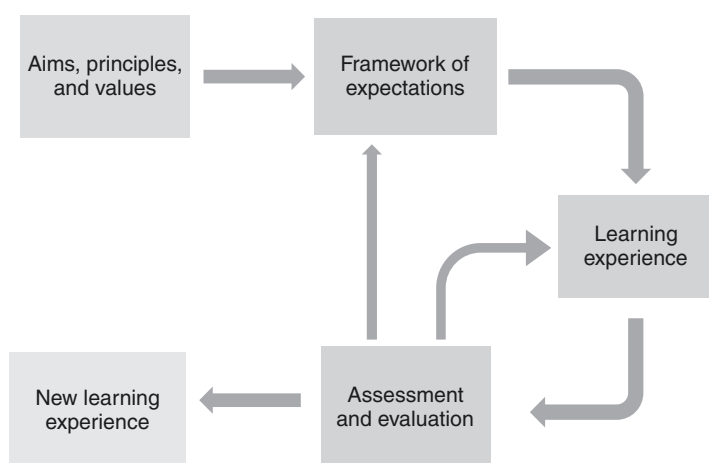 Aims, principles,
and values
Framework of
expectations
Learning
experience
Assessment
and evaluation
New learning
experience